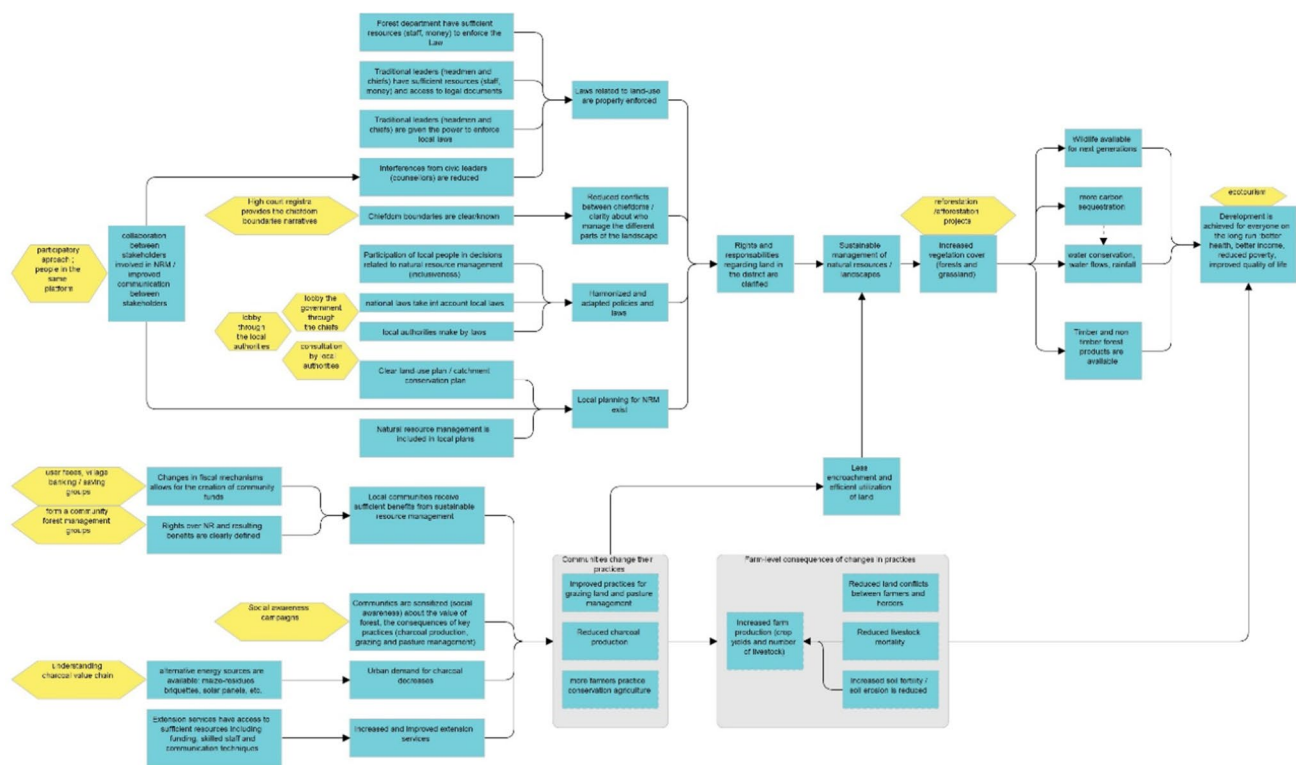 Forest department have sufficient
resources (staff, money) to enforce the
Law
Traditional leaders (headmen and
chiefs) have sufficient resources (staff,
money) and access to legal documents
Traditional leaders (headmen and
chiefs) are given the power to enforce
local laws
Interferences from civic leaders
(counsellors) are reduced
Laws related to land-use
are properly enforced
High court registre
provides the chiefdom
boundaries narratives
Chiefdom boundaries are clear/known
Reduced conflicts
between chiefdoms /
clarity about who
manage the different
parts of the landscape
participatory
aproach ;
people in the
same
platform
collaboration
between
stakeholders
involved in NRM /
improved
communication
between
stakeholders
Participation of local people in decisions
related to natural resource management
(inclusiveness)
lobby the
government
through
the chiefs
national laws take int account local laws
lobby
through
the local
authorities
local authorities make by laws
Harmonized and
adapted policies and
laws
consultation
by local
authorities
Clear land-use plan / catchment
conservation plan
Natural resource management is
included in local plans
Local planning for NRM
exist
Rights and
responsabilities
regarding land in
the district are
clarified
Sustainable
management of
natural resources /
landscapes
reforestation
/afforestation
projects
Increased
vegetation cover
(forests and
grassland)
Wildlife available
for next generations
more carbon
sequestration
water conservation,
water flows, rainfall
Timber and non
timber forest
products are
available
ecotourism
Development is
achieved for everyone on
the long run :better
health, better income,
reduced poverty,
improved quality of life
Less
encroachment and
efficient utilization
of land
user feees, village
banking / saving
groups
Changes in fiscal mechanisms
allows for the creation of community
funds
form a community
forest management
groups
Rights over NR and resulting
benefits are clearly defined
Local communities receive
sufficient benefits from sustainable
resource management
Social awareness
campaigns
Communities are sensitized (social
awareness) about the value of
forest, the consequences of key
practices (charcoal production,
grazing and pasture management)
understanding
charcoal value chain
alternative energy sources are
available: maize-residues
briquettes, solar panels, etc.
Urban demand for charcoal
decreases
Extension services have access to
sufficient resources including
funding, skilled staff and
communication techniques
Increased and improved extension
services
Communities change their
practices
Improved practices for
grazing land and pasture
management
Reduced charcoal
production
more farmers practice
conservation agriculture
Farm-level consequences of changes in practices
Increased farm
production (crop
yields and number of
livestock)
Reduced land conflicts
between farmers and
herders
Reduced livestock
mortality
Increased soil fertility /
soil erosion is reduced